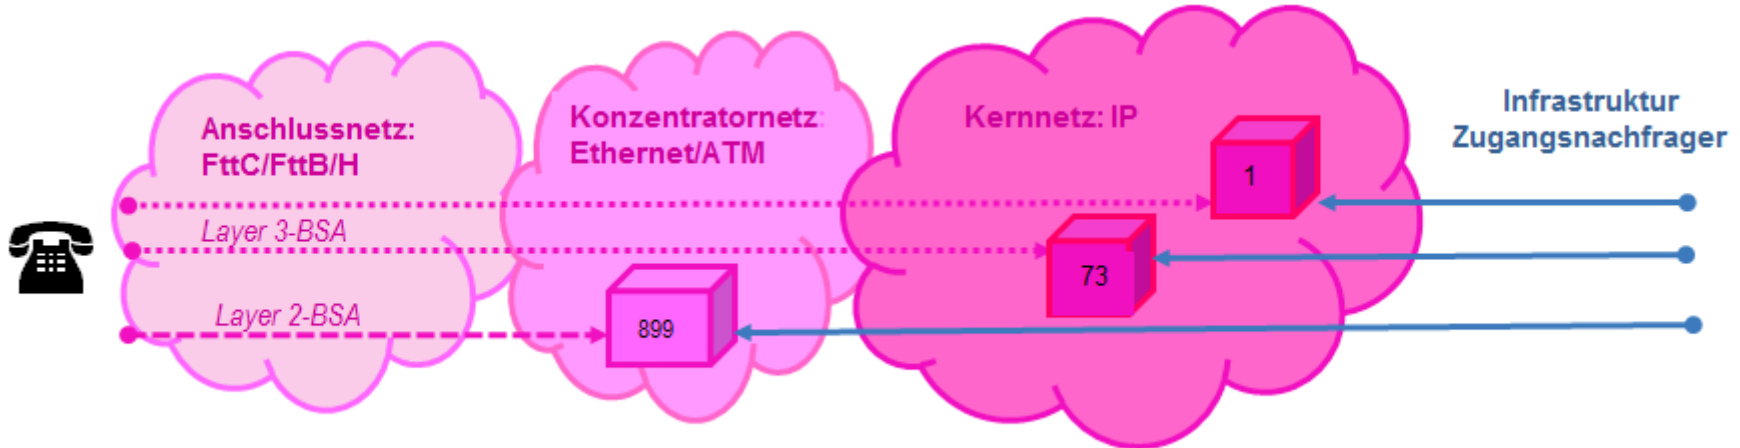 Anschlussnetz:
FttC/FttB/H
Konzentratornetz:
Ethernet/ATM
Kernnetz: IP
Infrastruktur
Zugangsnachfrager
1
Layer 3-BSA
73
Layer 2-BSA
899